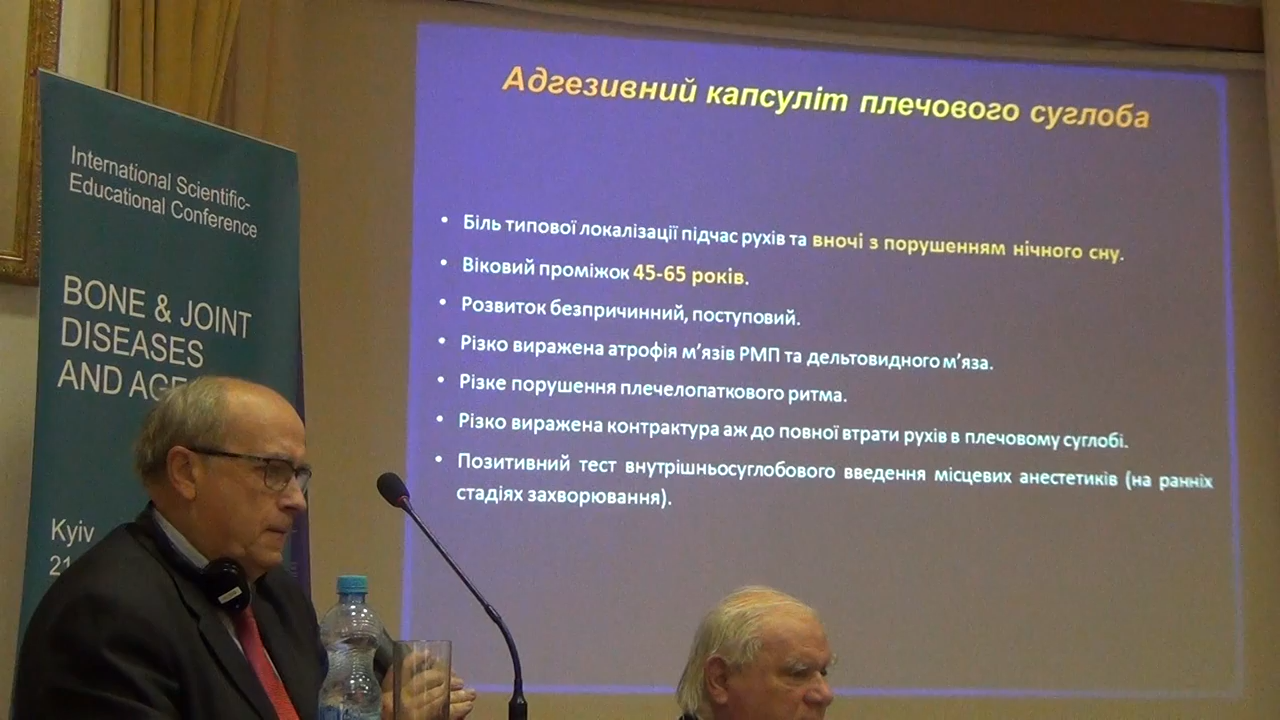 International Scientific-
Educational Conference
BONE & JOINT
DISEASES
AND
Kyiv
Адгезивний капсуліт плечового суглоба
• Біль типової локалізації підчас рухів та вночі з порушенням нічного сну.
• Віковий проміжок 45-65 років.
• Розвиток безпричинний, поступовий.
• Різко виражена атрофія м’язів РМП та дельтовидного м’яза.
• Різке порушення плечелопаткового ритма.
• Різко виражена контрактура аж до повної втрати рухів в плечовому суглобі.
• Позитивний тест внутрішньосуглобового введення місцевих анестетиків (на ранніх
стадіях захворювання).